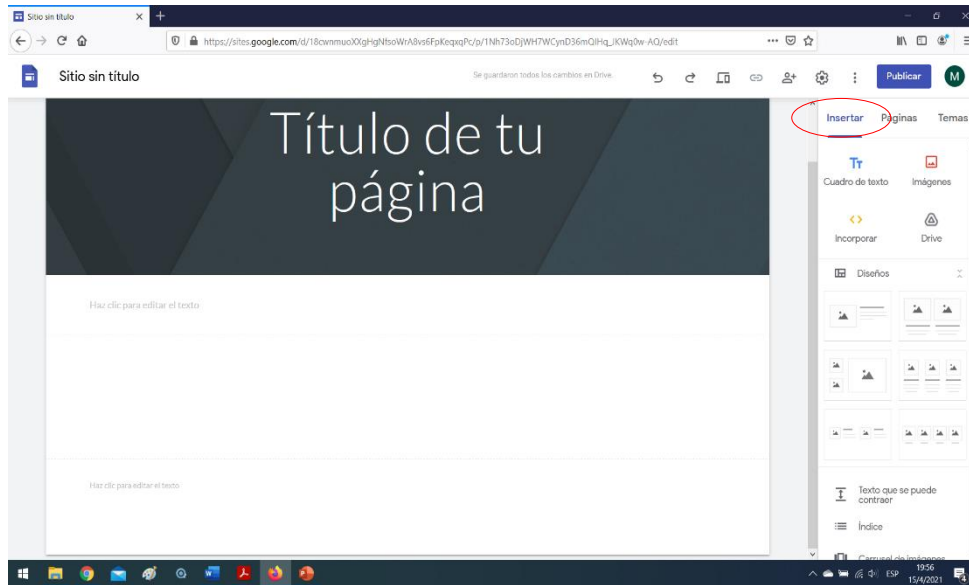 Sitio sin título
https://sites.google.com/d/18cwnmuoXXgHgNtsoWrA8vs6FpKeqxqPc/p/1Nh73oDjWH7WCynD36mQIHq_iKWq0w-AQ/edit
Sitio sin título
Se guardaron todos los cambios en Drive.
Publicar
M
Título de tu
página
Insertar Páginas Temas
Cuadro de texto Imágenes
Incorporar Drive
Diseños
Haz clic para editar el texto
Haz clic para editar el texto
Texto que se puede
contraer
Índice
Carrusel de imágenes
ESP
19:56
15/4/2021